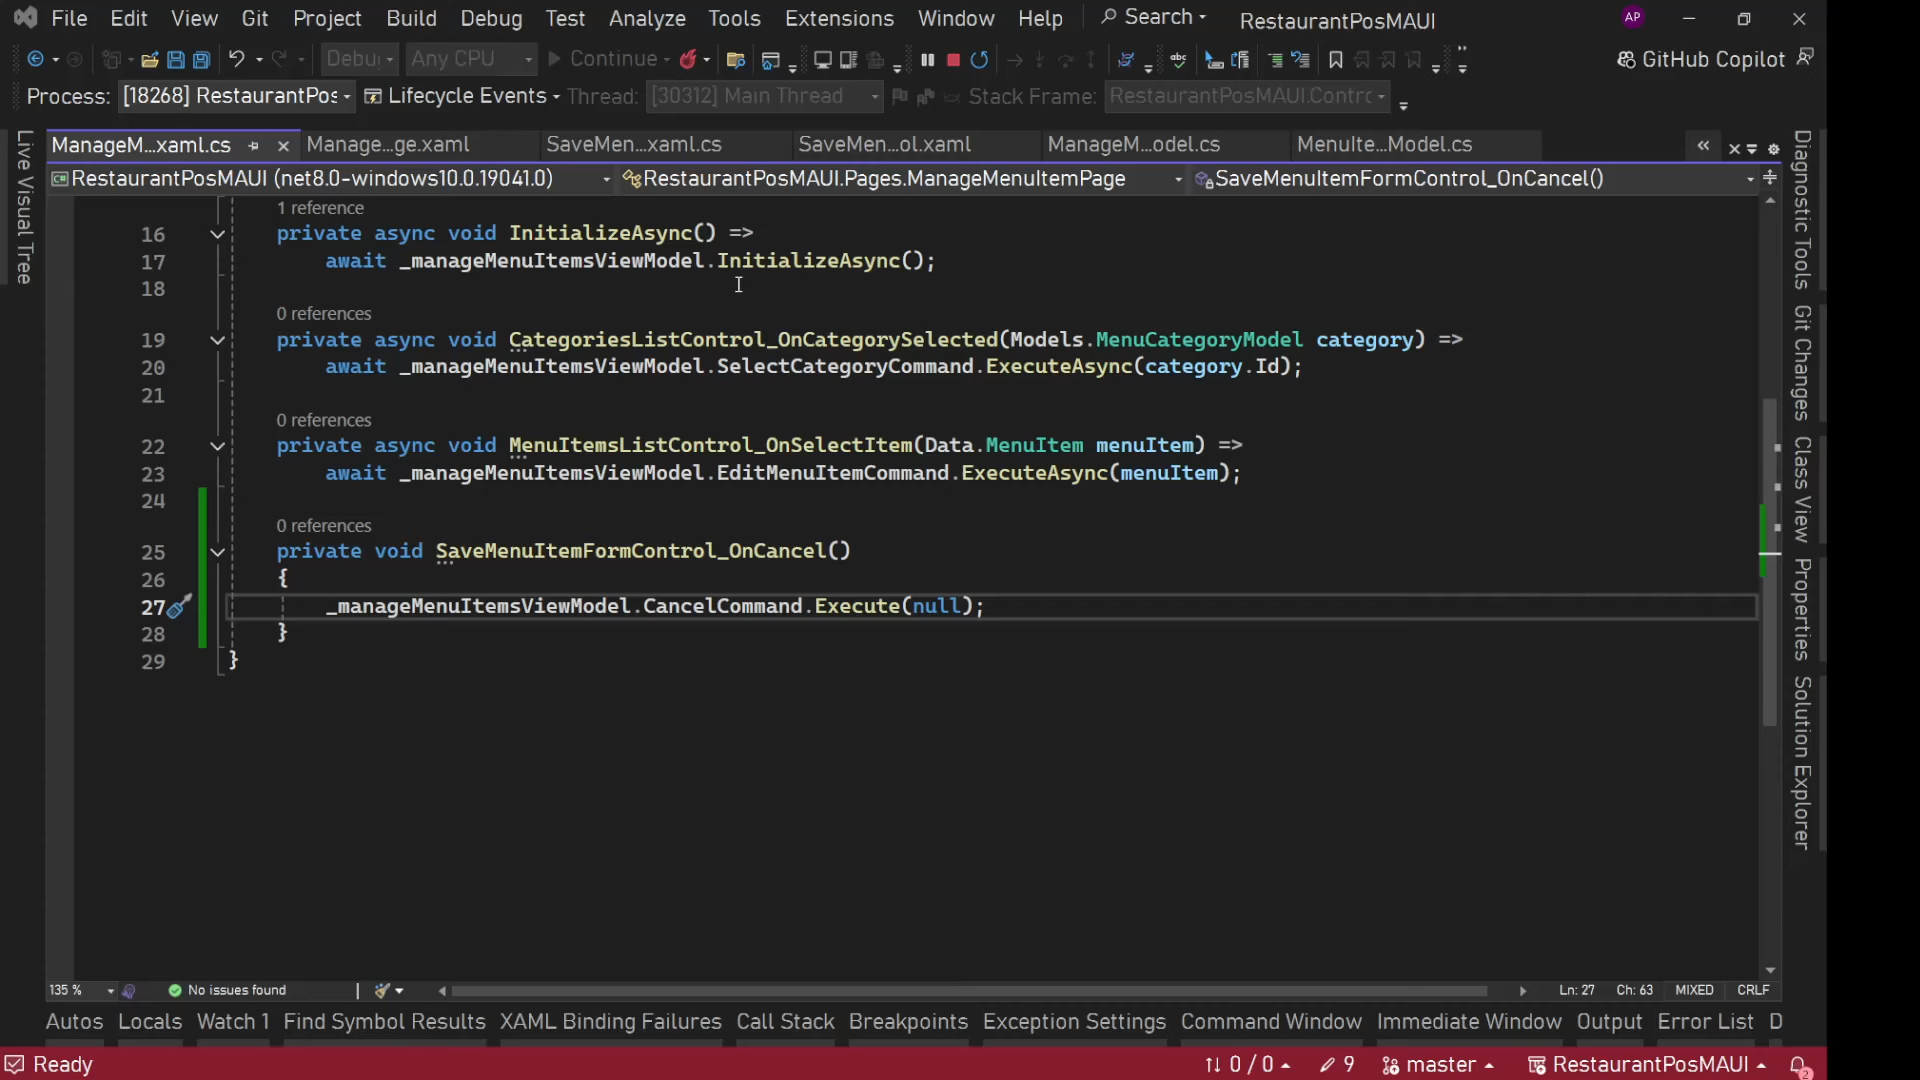 File Edit View Git Project Build Debug Test Analyze Tools Extensions Window Help Search RestaurantPosMAUI AP
Debu Any CPU Continue GitHub Copilot
Process: [18268] RestaurantPos Lifecycle Events Thread: [30312] Main Thread Stack Frame: RestaurantPosMAUI.Contro
ManageM...xaml.cs Manage...ge.xaml SaveMen...xaml.cs SaveMen...ol.xaml ManageM...odel.cs MenuIte...Model.cs
RestaurantPosMAUI (net8.0-windows10.0.19041.0) RestaurantPosMAUI.Pages.ManageMenuItemPage SaveMenuItemFormControl_OnCancel()
1 reference
16 private async void InitializeAsync() =>
17 await _manageMenuItemsViewModel.InitializeAsync();
18
0 references
19 private async void CategoriesListControl_OnCategorySelected(Models.MenuCategoryModel category) =>
20 await _manageMenuItemsViewModel.SelectCategoryCommand.ExecuteAsync(category.Id);
21
0 references
22 private async void MenuItemsListControl_OnSelectItem(Data.MenuItem menuItem) =>
23 await _manageMenuItemsViewModel.EditMenuItemCommand.ExecuteAsync(menuItem);
24
0 references
25 private void SaveMenuItemFormControl_OnCancel()
26 {
27 _manageMenuItemsViewModel.CancelCommand.Execute(null);
28 }
29 }
Live Visual Tree
Diagnostic Tools
Git Changes
Class View
Properties
Solution Explorer
135 % No issues found Ln: 27 Ch: 63 MIXED CRLF
Autos Locals Watch 1 Find Symbol Results XAML Binding Failures Call Stack Breakpoints Exception Settings Command Window Immediate Window Output Error List D
Ready 0 / 0 9 master RestaurantPosMAUI 2